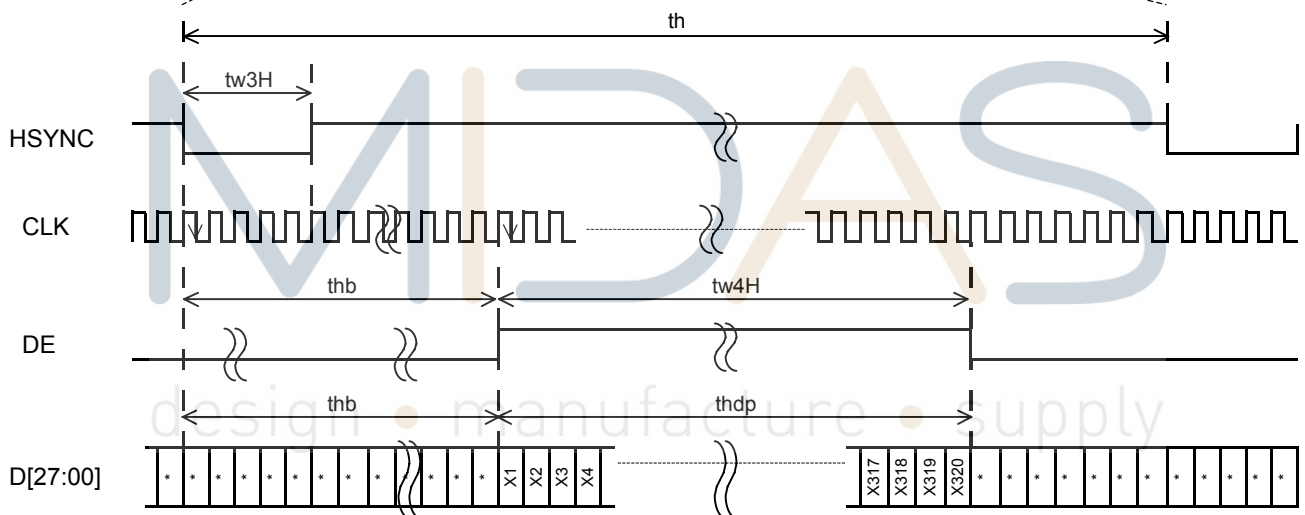 th
tw3H
MIDAS
HSYNC
CLK
thb
tw4H
DE
thb
thdp
design • manufacture • supply
D[27:00]
* * * * * * * * * * * * X1 X2 X3 X4
X317 X318 X319 X320 * * * * * * * * * * * *